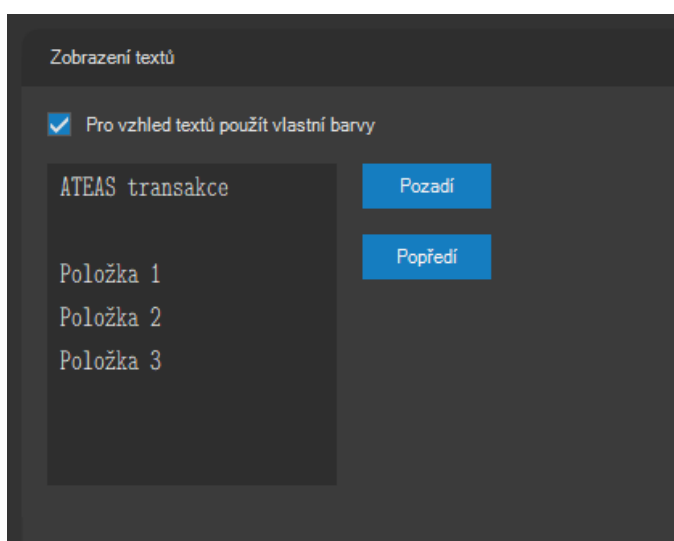 Zobrazení textů
Pro vzhled textů použít vlastní barvy
ATEAS transakce
Pozadí
Popředí
Položka 1
Položka 2
Položka 3